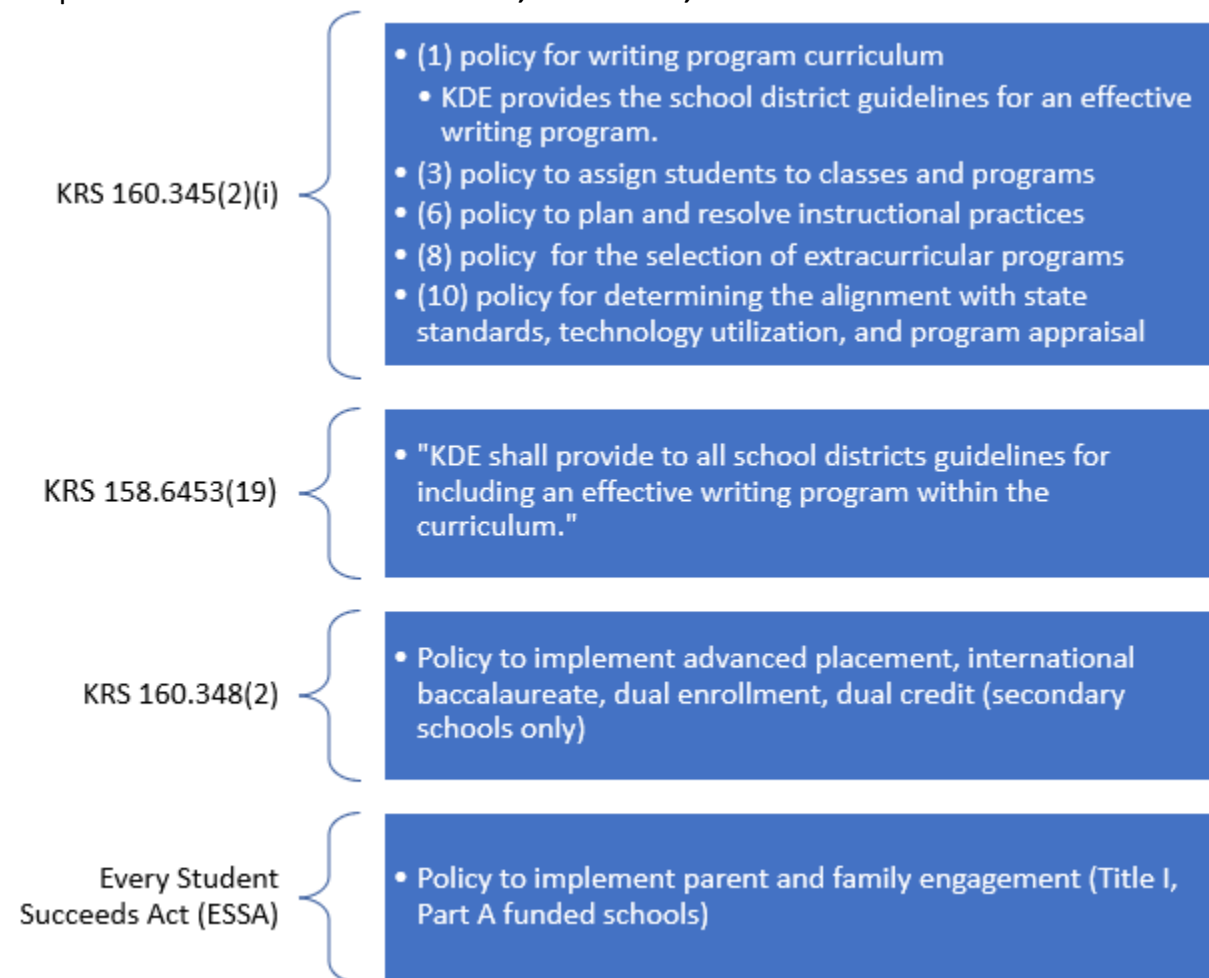 KRS 160.345(2)(i)
• (1) policy for writing program curriculum
• KDE provides the school district guidelines for an effective
writing program.
• (3) policy to assign students to classes and programs
• (6) policy to plan and resolve instructional practices
• (8) policy  for the selection of extracurricular programs
• (10) policy for determining the alignment with state
standards, technology utilization, and program appraisal
KRS 158.6453(19)
• "KDE shall provide to all school districts guidelines for
including an effective writing program within the
curriculum."
KRS 160.348(2)
• Policy to implement advanced placement, international
baccalaureate, dual enrollment, dual credit (secondary
schools only)
Every Student
Succeeds Act (ESSA)
• Policy to implement parent and family engagement (Title I,
Part A funded schools)